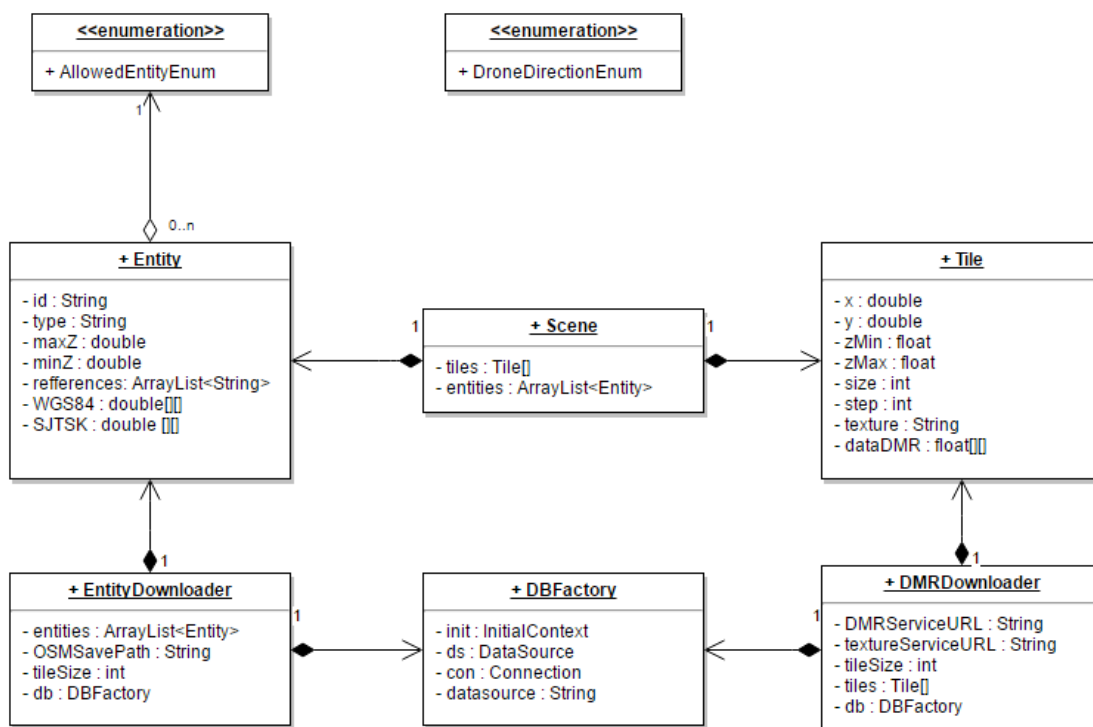 <<enumeration>>
+ AllowedEntityEnum
<<enumeration>>
+ DroneDirectionEnum
1
0..n
+ Entity
- id : String
- type : String
- maxZ : double
- minZ : double
- refferences: ArrayList<String>
- WGS84 : double[][]
- SJTSK : double [][]
1
+ Scene
- tiles : Tile[]
- entities : ArrayList<Entity>
1
+ Tile
- x : double
- y : double
- zMin : float
- zMax : float
- size : int
- step : int
- texture : String
- dataDMR : float[][]
1
+ EntityDownloader
- entities : ArrayList<Entity>
- OSMSavePath : String
- tileSize : int
- db : DBFactory
1
+ DBFactory
- init : InitialContext
- ds : DataSource
- con : Connection
- datasource : String
1
1
+ DMRDownloader
- DMRServiceURL : String
- textureServiceURL : String
- tileSize : int
- tiles : Tile[]
- db : DBFactory